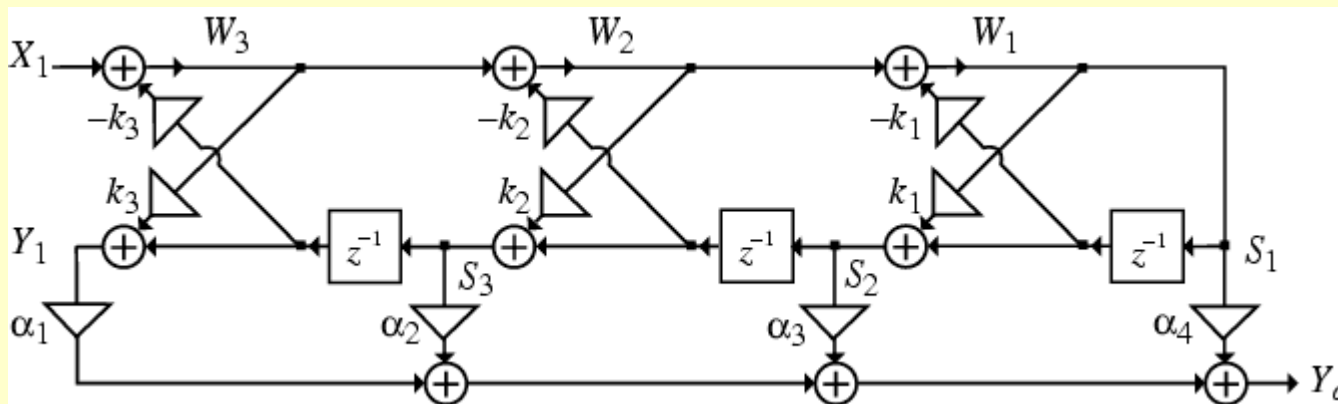 X₁ W₃ W₂ W₁
−k₃ −k₂ −k₁
k₃ k₂ k₁
Y₁ z⁻¹ z⁻¹ z⁻¹
S₃ S₂ S₁
α₁ α₂ α₃ α₄